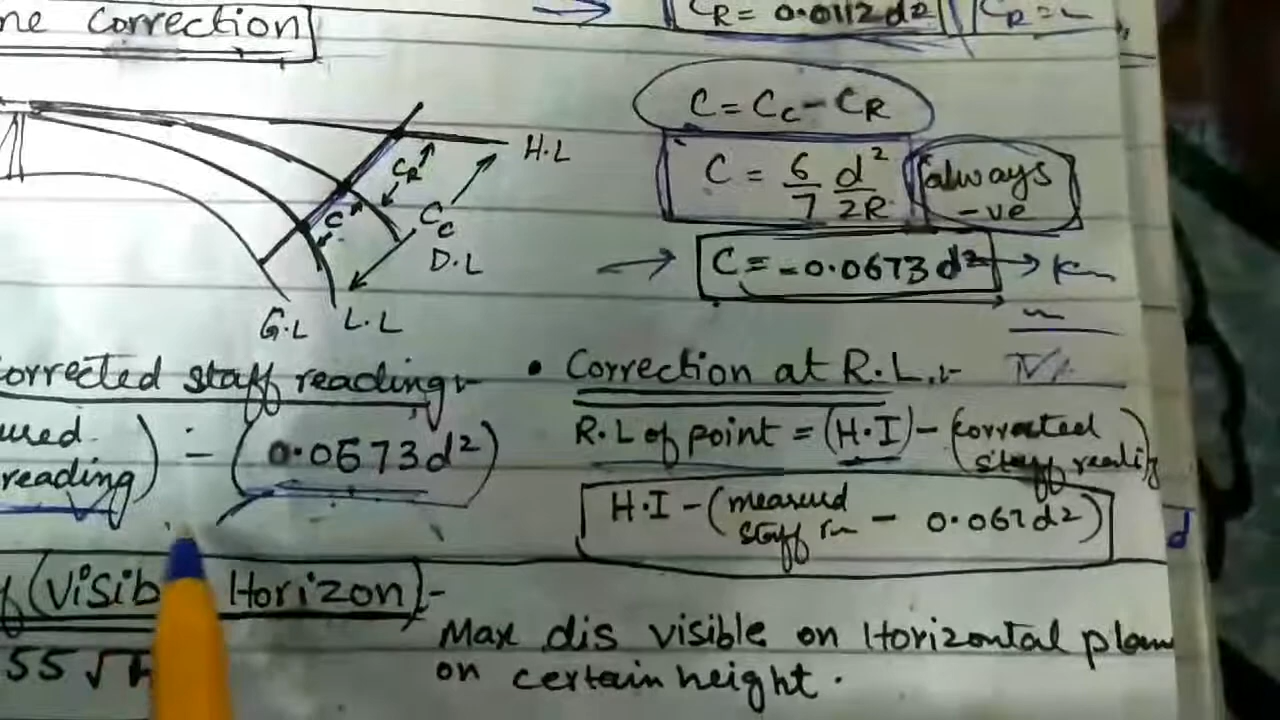 ne correction
CR = 0.0112d2
C = Cc - CR
C = 6/7 d²/2R always -ve
C = -0.0673d² → km
H.L
CR
C
Cc
D.L
L.L
G.L
orrected staff reading:-
ured reading) - (0.0673d²)
• Correction at R.L.:-
R.L of point = (H.I) - (corrected staff reading)
H.I - (measured staff rn - 0.067d²)
d
f (Visib Horizon):-
55√h
Max dis visible on Horizontal plane
on certain height.